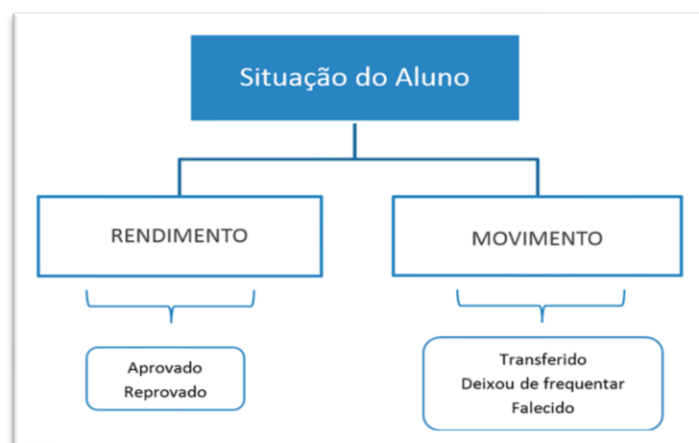 Situação do Aluno
RENDIMENTO
MOVIMENTO
Aprovado
Reprovado
Transferido
Deixou de frequentar
Falecido